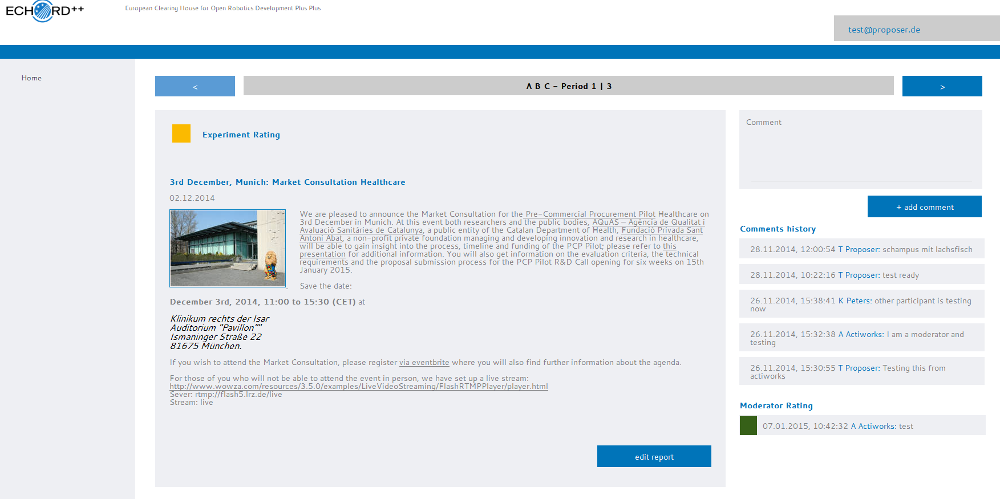 ECHORD++
European Clearing House for Open Robotics Development Plus Plus
test@proposer.de
Home
<
A B C - Period 1 | 3
>
Experiment Rating
3rd December, Munich: Market Consultation Healthcare
02.12.2014
We are pleased to announce the Market Consultation for the Pre-Commercial Procurement Pilot Healthcare on
3rd December in Munich. At this event both researchers and the public bodies, AQuAS – Agència de Qualitat i
Avaluació Sanitàries de Catalunya, a public entity of the Catalan Department of Health, Fundació Privada Sant
Antoni Abat, a non-profit private foundation managing and developing innovation and research in healthcare,
will be able to gain insight into the process, timeline and funding of the PCP Pilot; please refer to this
presentation for additional information. You will also get information on the evaluation criteria, the technical
requirements and the proposal submission process for the PCP Pilot R&D Call opening for six weeks on 15th
January 2015.
Save the date:
December 3rd, 2014, 11:00 to 15:30 (CET) at
Klinikum rechts der Isar
Auditorium "Pavillon""
Ismaninger Straße 22
81675 München.
If you wish to attend the Market Consultation, please register via eventbrite where you will also find further information about the agenda.
For those of you who will not be able to attend the event in person, we have set up a live stream:
http://www.wowza.com/resources/3.5.0/examples/LiveVideoStreaming/FlashRTMPPlayer/player.html
Sever: rtmp://flash5.lrz.de/live
Stream: live
edit report
Comment
+ add comment
Comments history
28.11.2014, 12:00:54 T Proposer: schampus mit lachsfisch
28.11.2014, 10:22:16 T Proposer: test ready
26.11.2014, 15:38:41 K Peters: other participant is testing
now
26.11.2014, 15:32:38 A Actiworks: I am a moderator and
testing
26.11.2014, 15:30:55 T Proposer: Testing this from
actiworks
Moderator Rating
07.01.2015, 10:42:32 A Actiworks: test